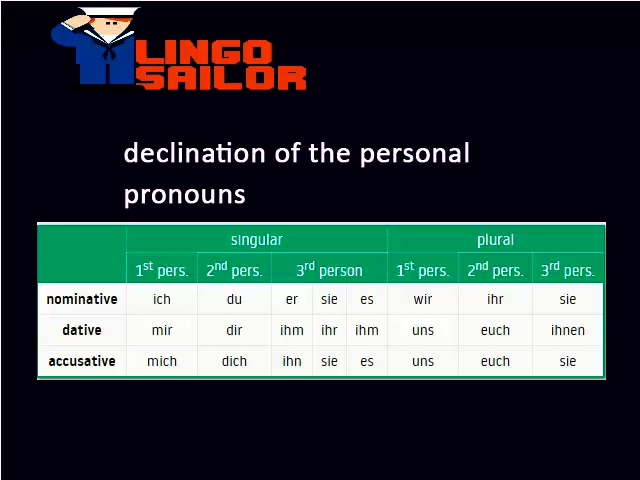 LINGO
SAILOR
declination of the personal
pronouns
singular plural
1st pers. 2nd pers. 3rd person 1st pers. 2nd pers. 3rd pers.
nominative ich du er sie es wir ihr sie
dative mir dir ihm ihr ihm uns euch ihnen
accusative mich dich ihn sie es uns euch sie